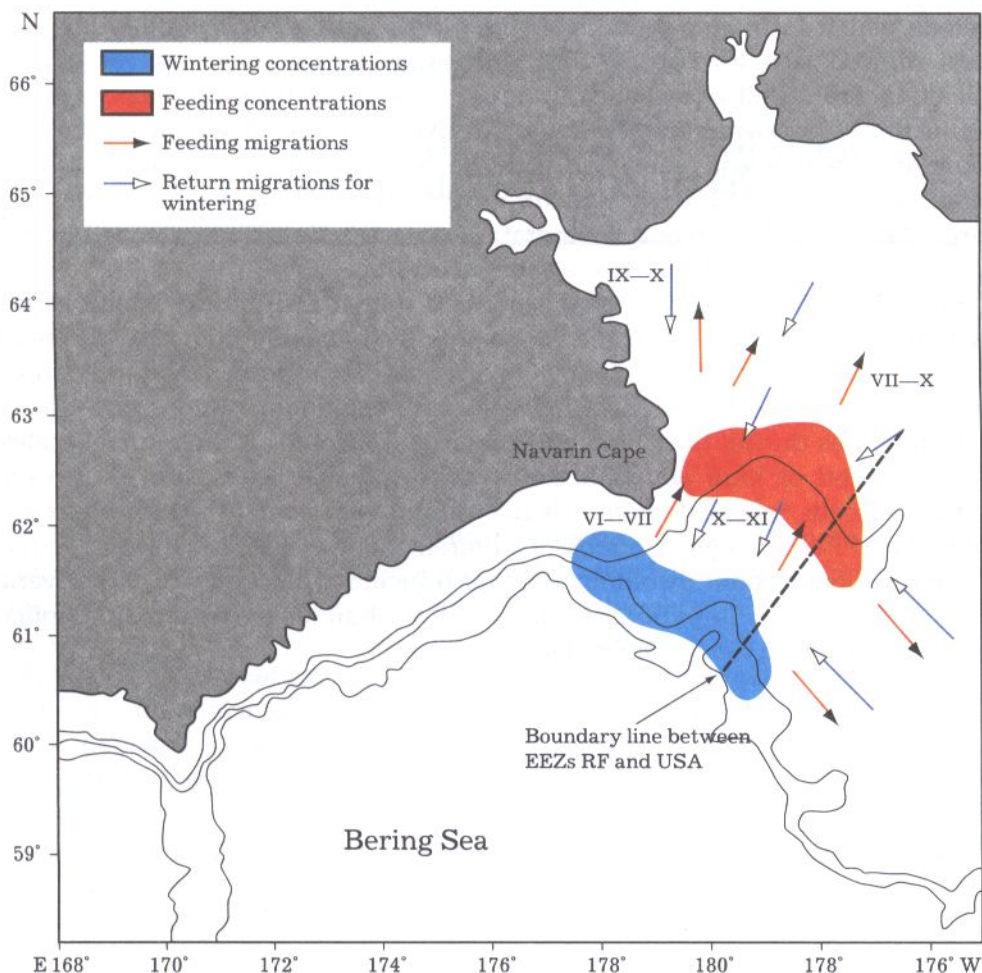 N
66°
65°
64°
63°
62°
61°
60°
59°
Wintering concentrations
Feeding concentrations
Feeding migrations
Return migrations for
wintering
IX—X
VII—X
Navarin Cape
VI—VII
X—XI
Boundary line between
EEZs RF and USA
Bering Sea
E 168° 170° 172° 174° 176° 178° 180° 178° 176° W